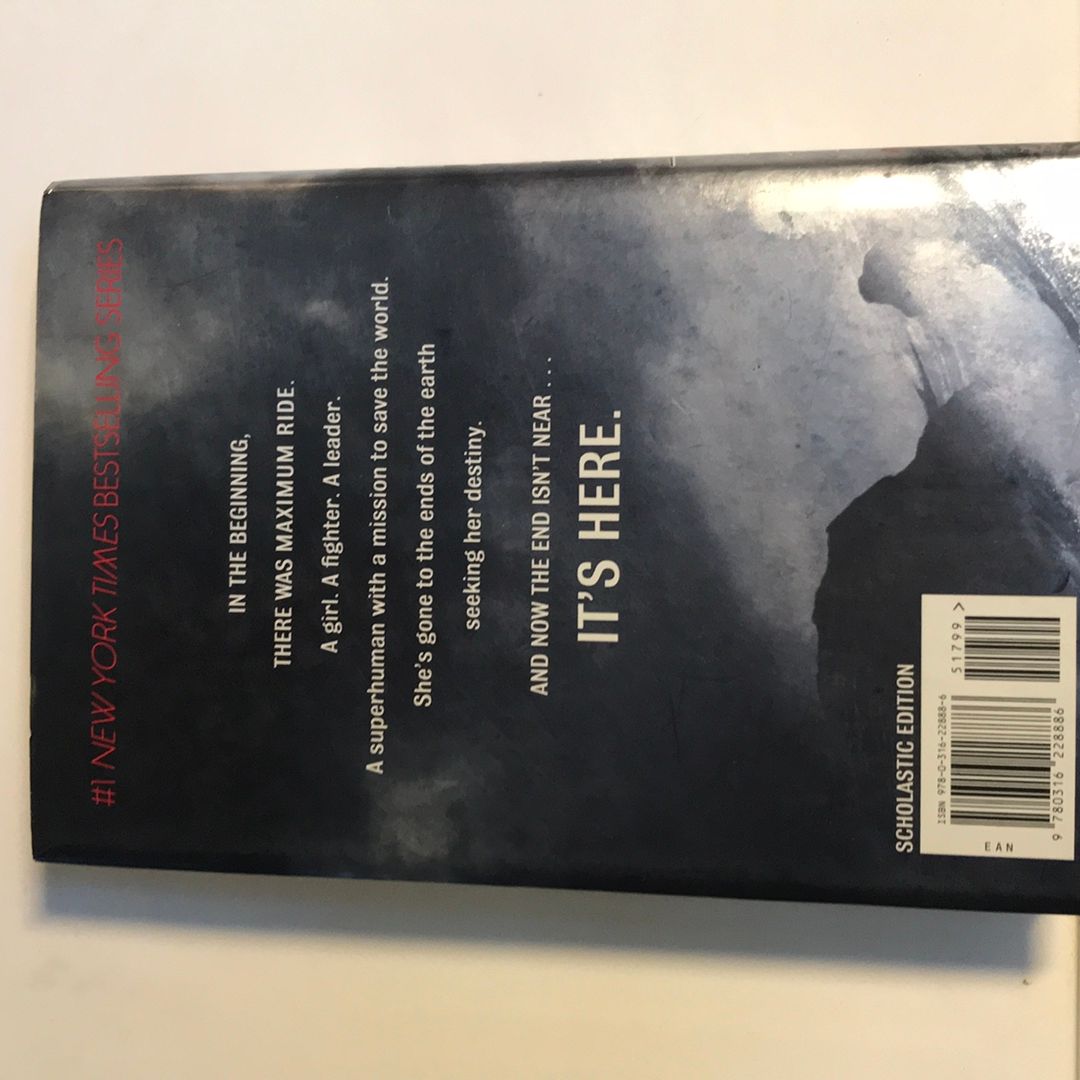 #1 NEW YORK TIMES BESTSELLING SERIES
IN THE BEGINNING,
THERE WAS MAXIMUM RIDE.
A girl. A fighter. A leader.
A superhuman with a mission to save the world.
She's gone to the ends of the earth
seeking her destiny.
AND NOW THE END ISN'T NEAR . . .
IT'S HERE.
SCHOLASTIC EDITION
ISBN 978-0-316-22888-6
51799 >
EAN
9 780316 228886